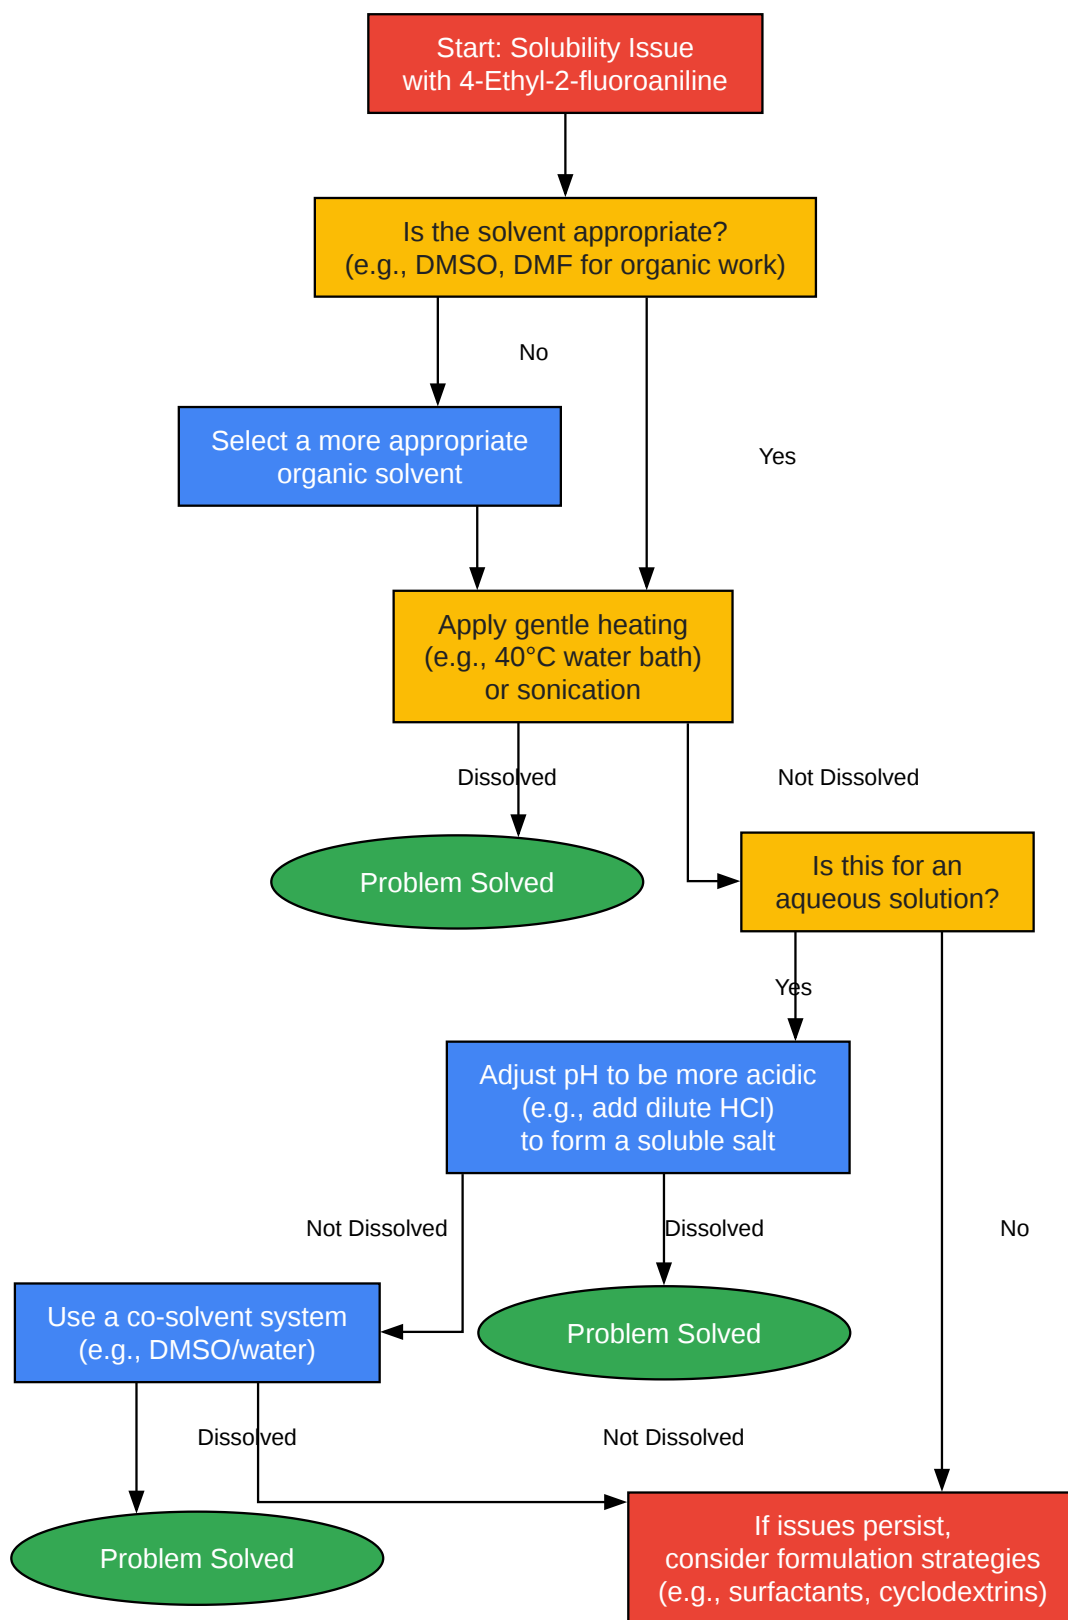 Start: Solubility Issue
with 4-Ethyl-2-fluoroaniline
Is the solvent appropriate?
(e.g., DMSO, DMF for organic work)
No
Select a more appropriate
organic solvent
Yes
Apply gentle heating
(e.g., 40°C water bath)
or sonication
Dissolved
Not Dissolved
Problem Solved
Is this for an
aqueous solution?
Yes
Adjust pH to be more acidic
(e.g., add dilute HCl)
to form a soluble salt
Not Dissolved
Dissolved
No
Use a co-solvent system
(e.g., DMSO/water)
Problem Solved
Dissolved
Not Dissolved
Problem Solved
If issues persist,
consider formulation strategies
(e.g., surfactants, cyclodextrins)